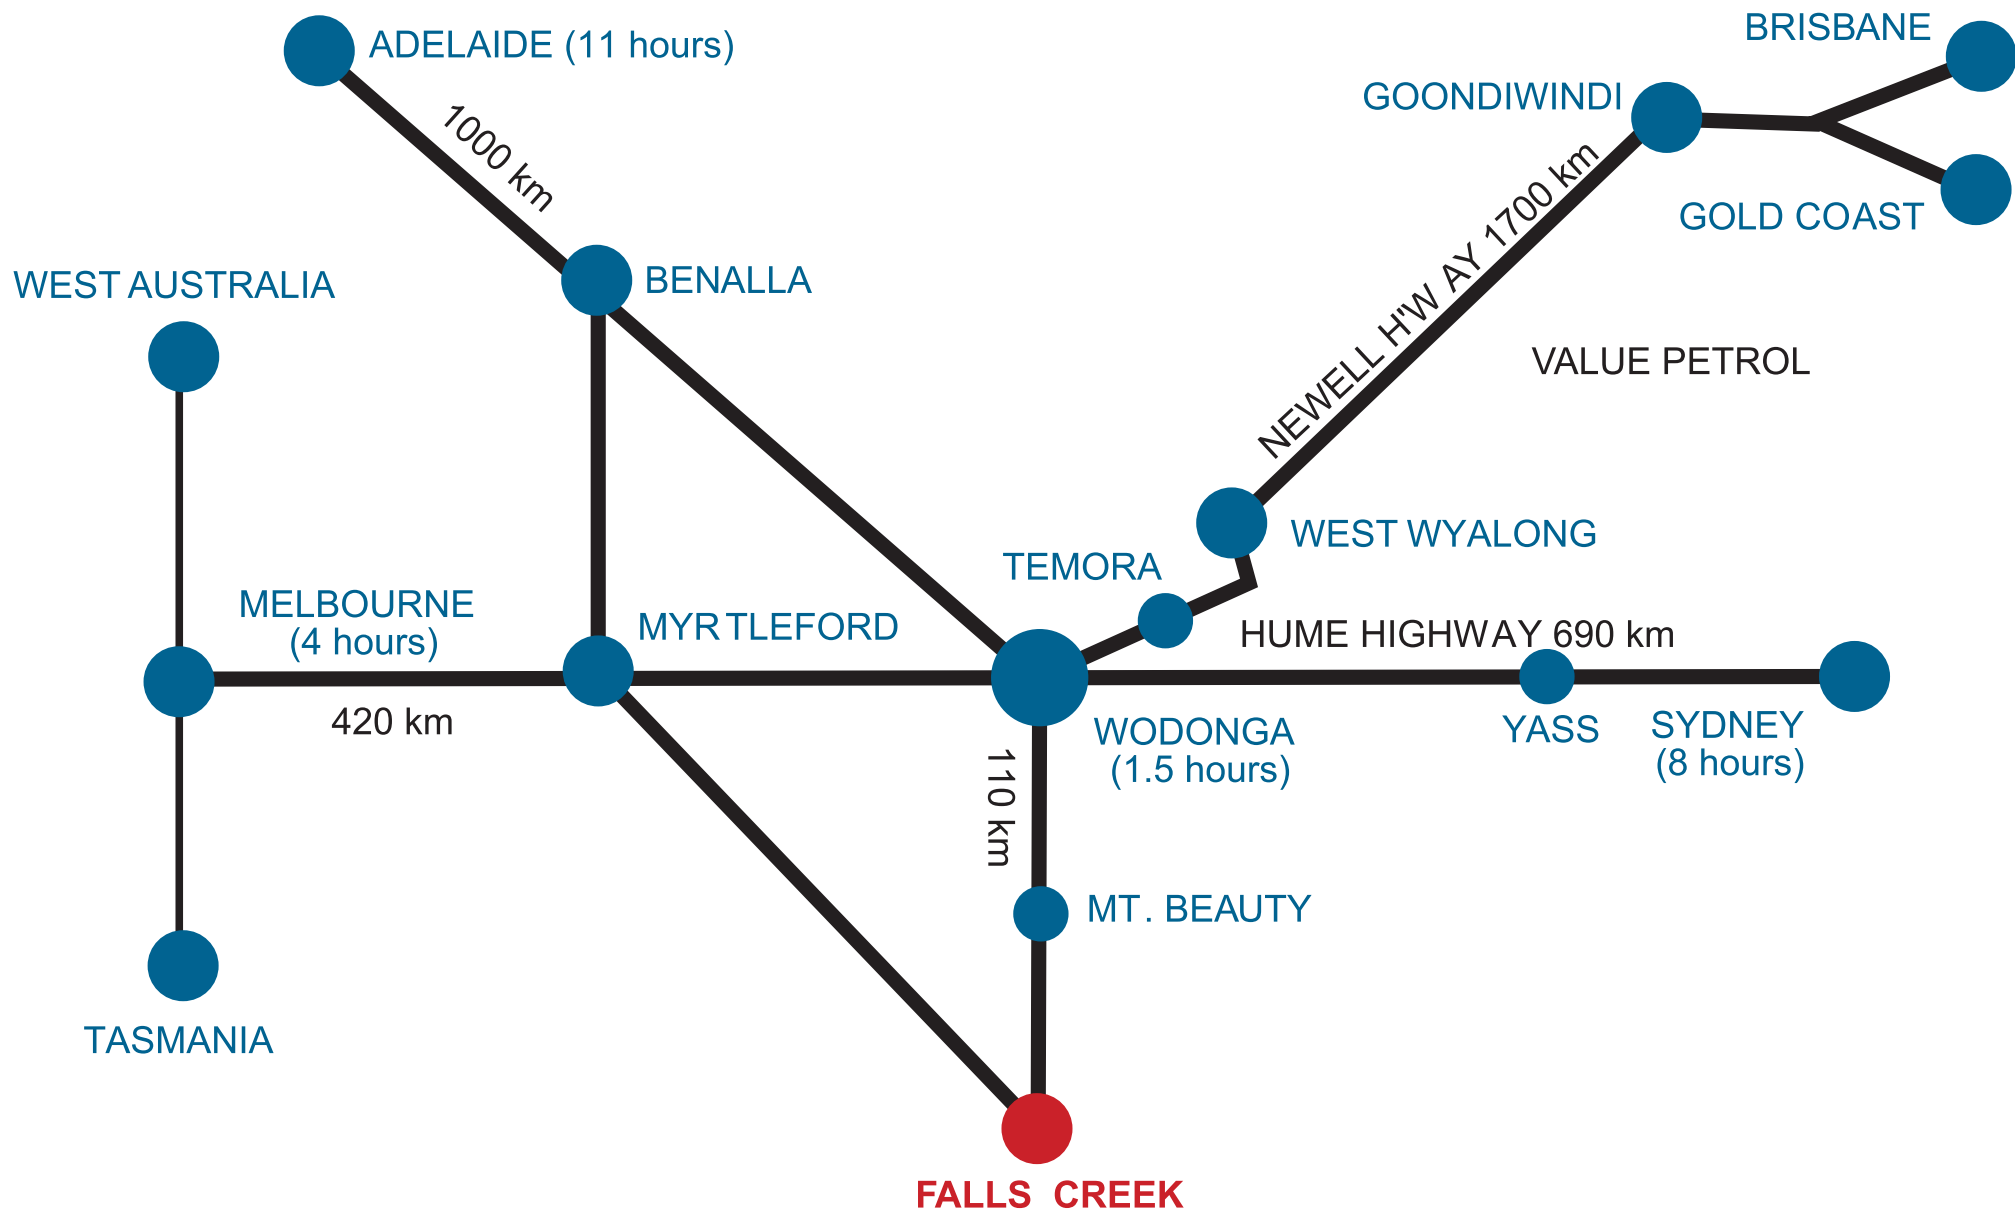 ADELAIDE (11 hours)
BRISBANE
GOONDIWINDI
1000 km
GOLD COAST
WEST AUSTRALIA
BENALLA
NEWELL H'W AY 1700 km
VALUE PETROL
WEST WYALONG
TEMORA
MELBOURNE
(4 hours)
MYR TLEFORD
HUME HIGHWAY 690 km
420 km
WODONGA
(1.5 hours)
YASS
SYDNEY
(8 hours)
110 km
MT. BEAUTY
TASMANIA
FALLS CREEK